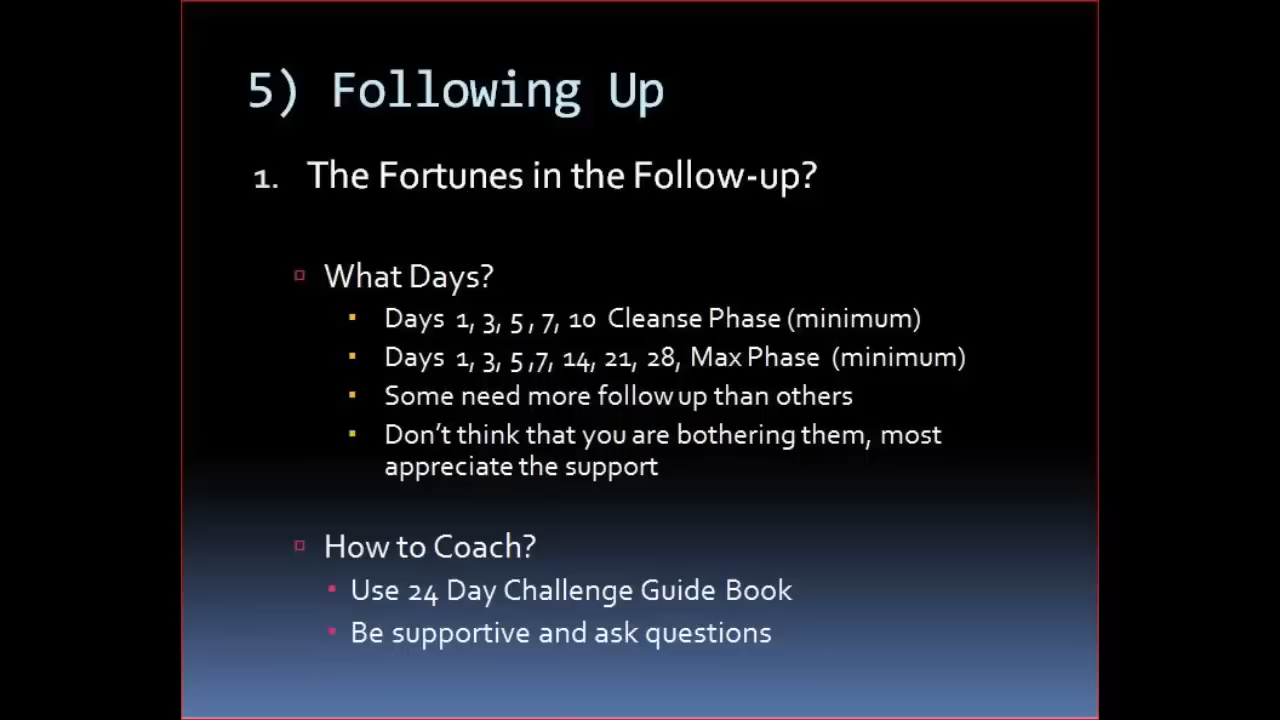 5) Following Up
1. The Fortunes in the Follow-up?
What Days?
Days 1, 3, 5 , 7, 10 Cleanse Phase (minimum)
Days 1, 3, 5 ,7, 14, 21, 28, Max Phase (minimum)
Some need more follow up than others
Don't think that you are bothering them, most
appreciate the support
How to Coach?
Use 24 Day Challenge Guide Book
Be supportive and ask questions